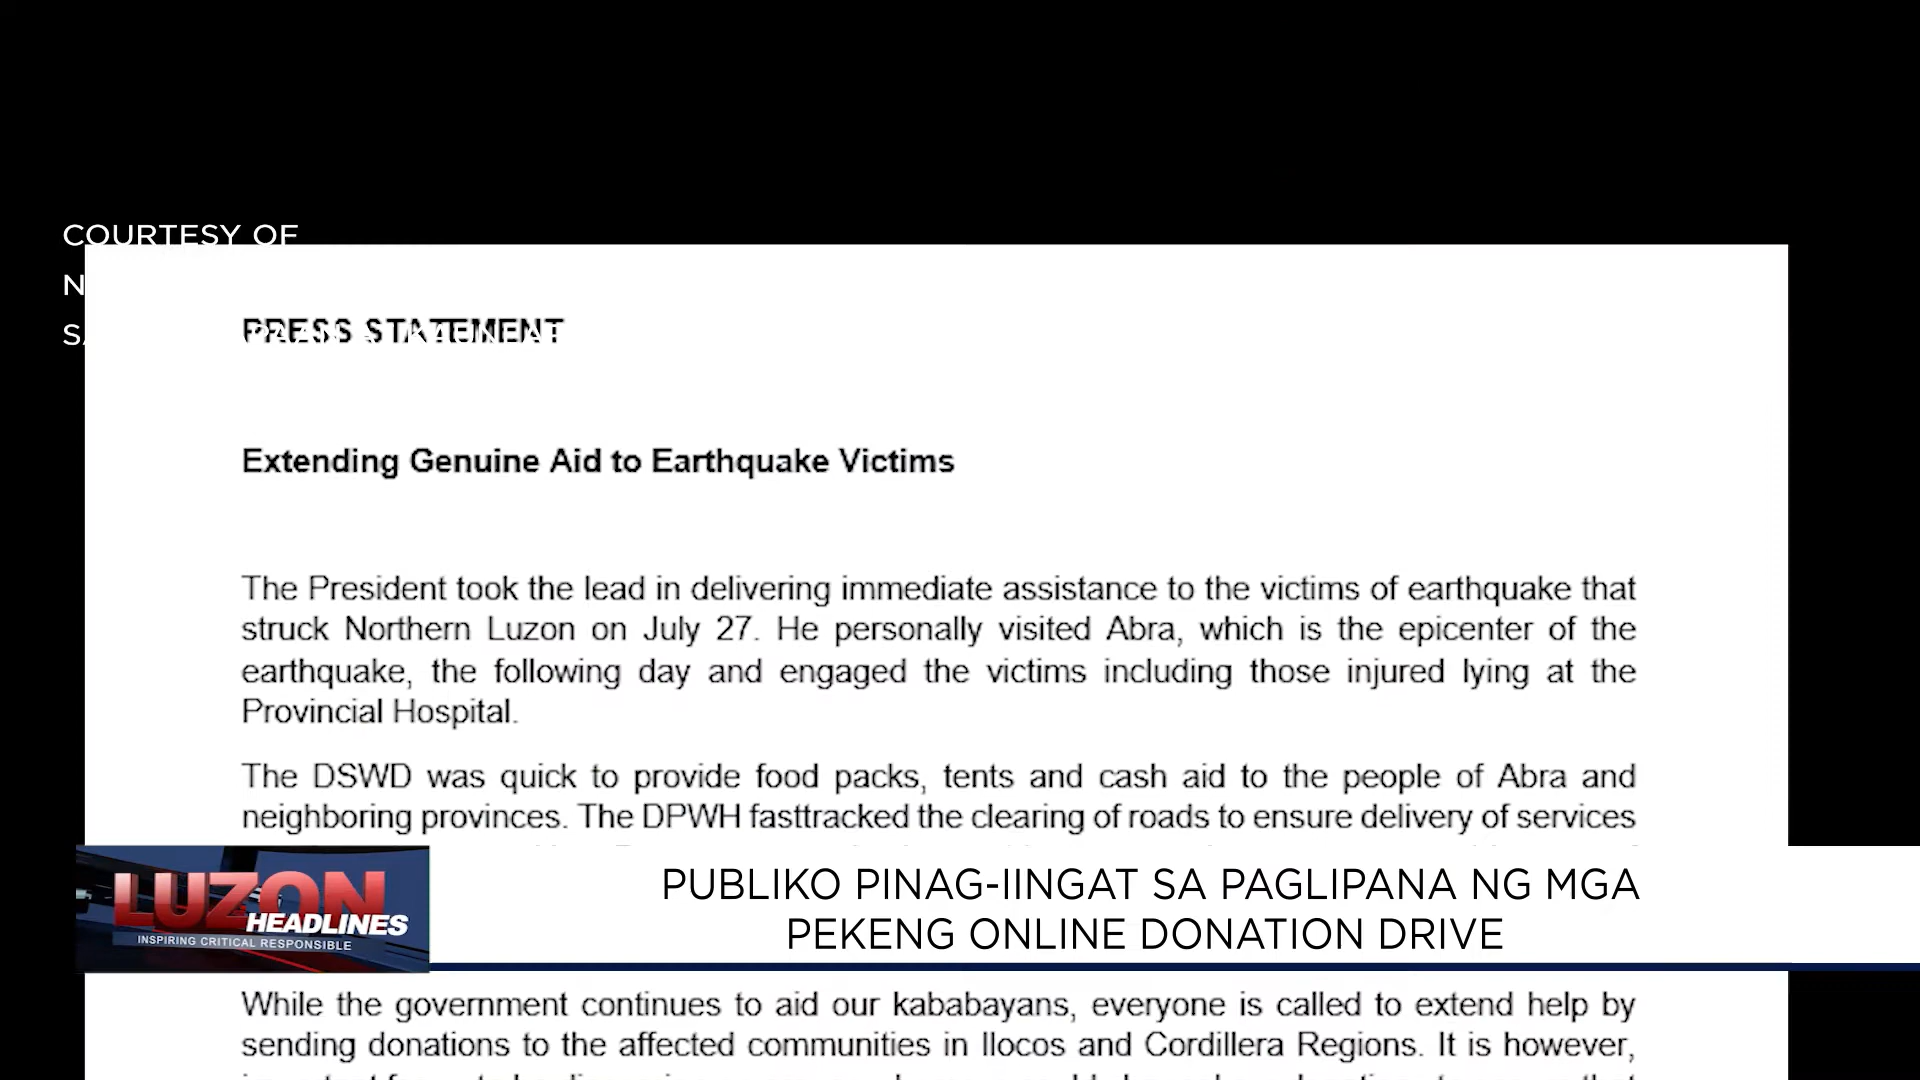 COURTESY OF
PRESS STATEMENT
Extending Genuine Aid to Earthquake Victims
The President took the lead in delivering immediate assistance to the victims of earthquake that
struck Northern Luzon on July 27. He personally visited Abra, which is the epicenter of the
earthquake, the following day and engaged the victims including those injured lying at the
Provincial Hospital.
The DSWD was quick to provide food packs, tents and cash aid to the people of Abra and
neighboring provinces. The DPWH fasttracked the clearing of roads to ensure delivery of services
LUZON
HEADLINES
INSPIRING CRITICAL RESPONSIBLE
PUBLIKO PINAG-IINGAT SA PAGLIPANA NG MGA
PEKENG ONLINE DONATION DRIVE
While the government continues to aid our kababayans, everyone is called to extend help by
sending donations to the affected communities in Ilocos and Cordillera Regions. It is however,